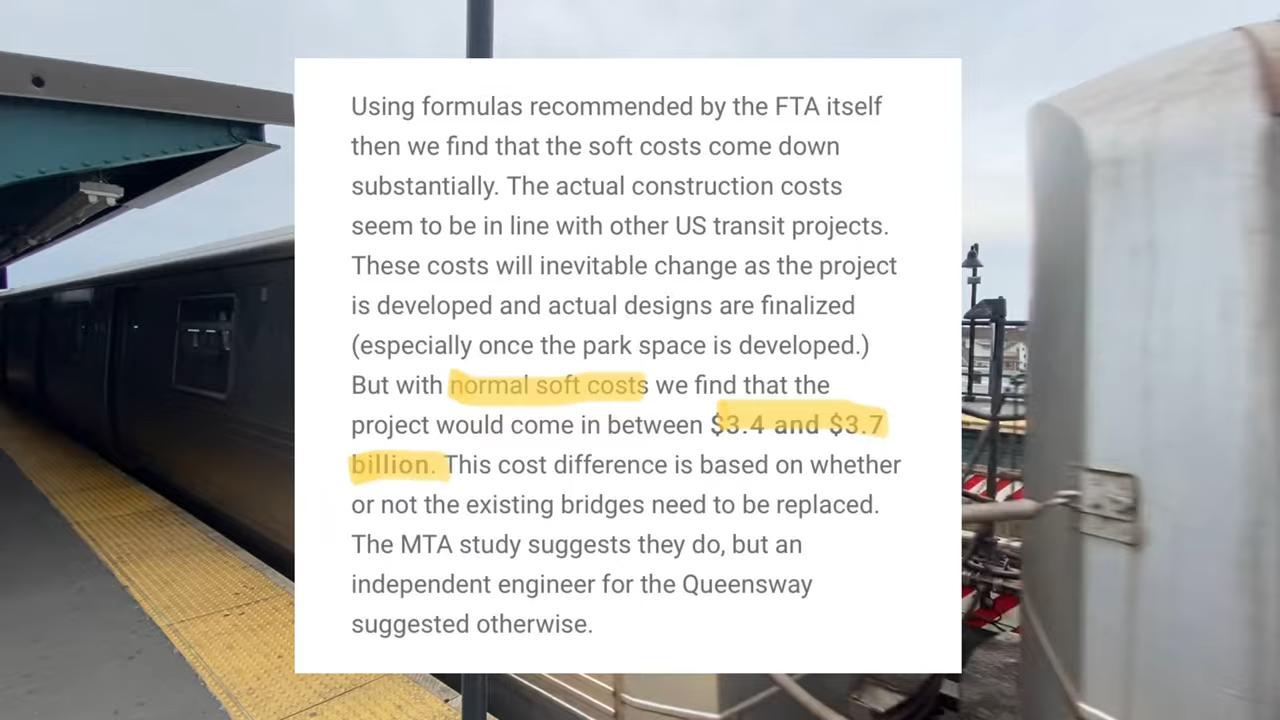 Using formulas recommended by the FTA itself
then we find that the soft costs come down
substantially. The actual construction costs
seem to be in line with other US transit projects.
These costs will inevitable change as the project
is developed and actual designs are finalized
(especially once the park space is developed.)
But with normal soft costs we find that the
project would come in between $3.4 and $3.7
billion. This cost difference is based on whether
or not the existing bridges need to be replaced.
The MTA study suggests they do, but an
independent engineer for the Queensway
suggested otherwise.